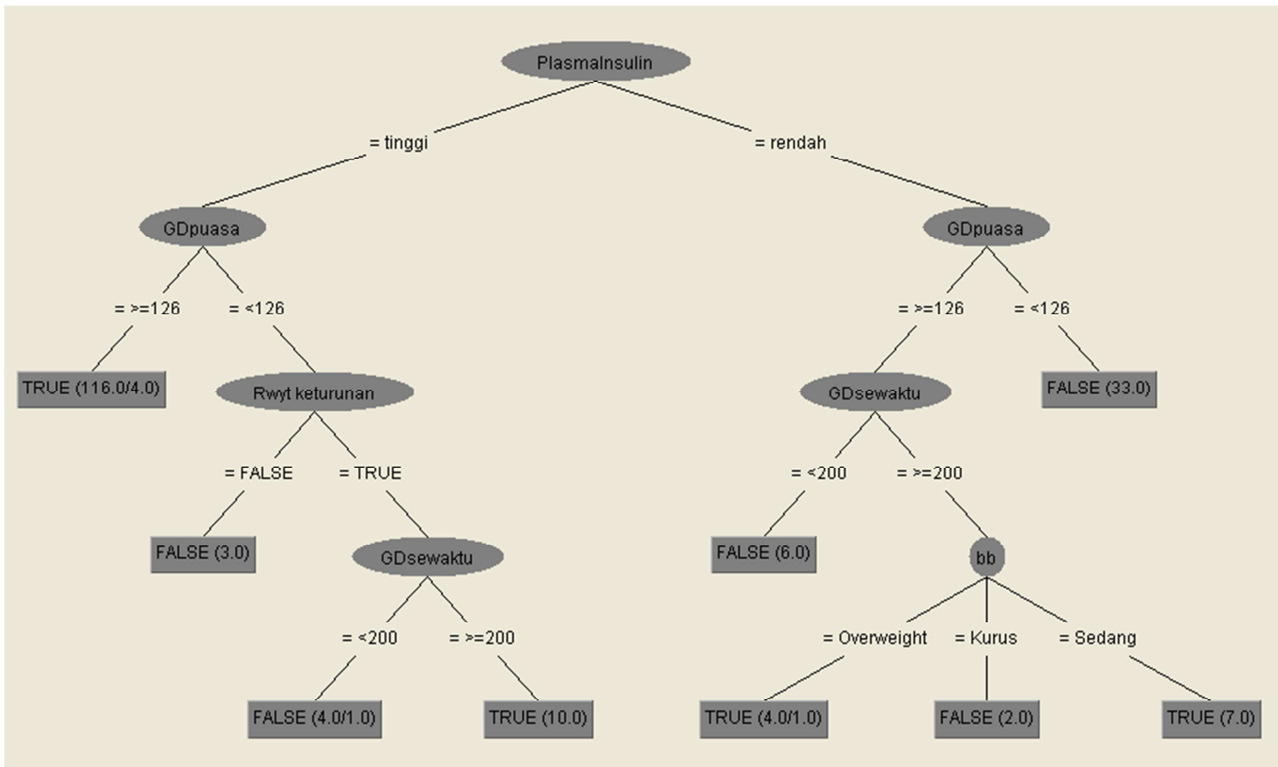 PlasmaInsulin
= tinggi
= rendah
GDpuasa
GDpuasa
= >=126
= <126
= >=126
= <126
TRUE (116.0/4.0)
Rwyt keturunan
GDsewaktu
FALSE (33.0)
= FALSE
= TRUE
= <200
= >=200
FALSE (3.0)
GDsewaktu
FALSE (6.0)
bb
= <200
= >=200
= Overweight
= Kurus
= Sedang
FALSE (4.0/1.0)
TRUE (10.0)
TRUE (4.0/1.0)
FALSE (2.0)
TRUE (7.0)